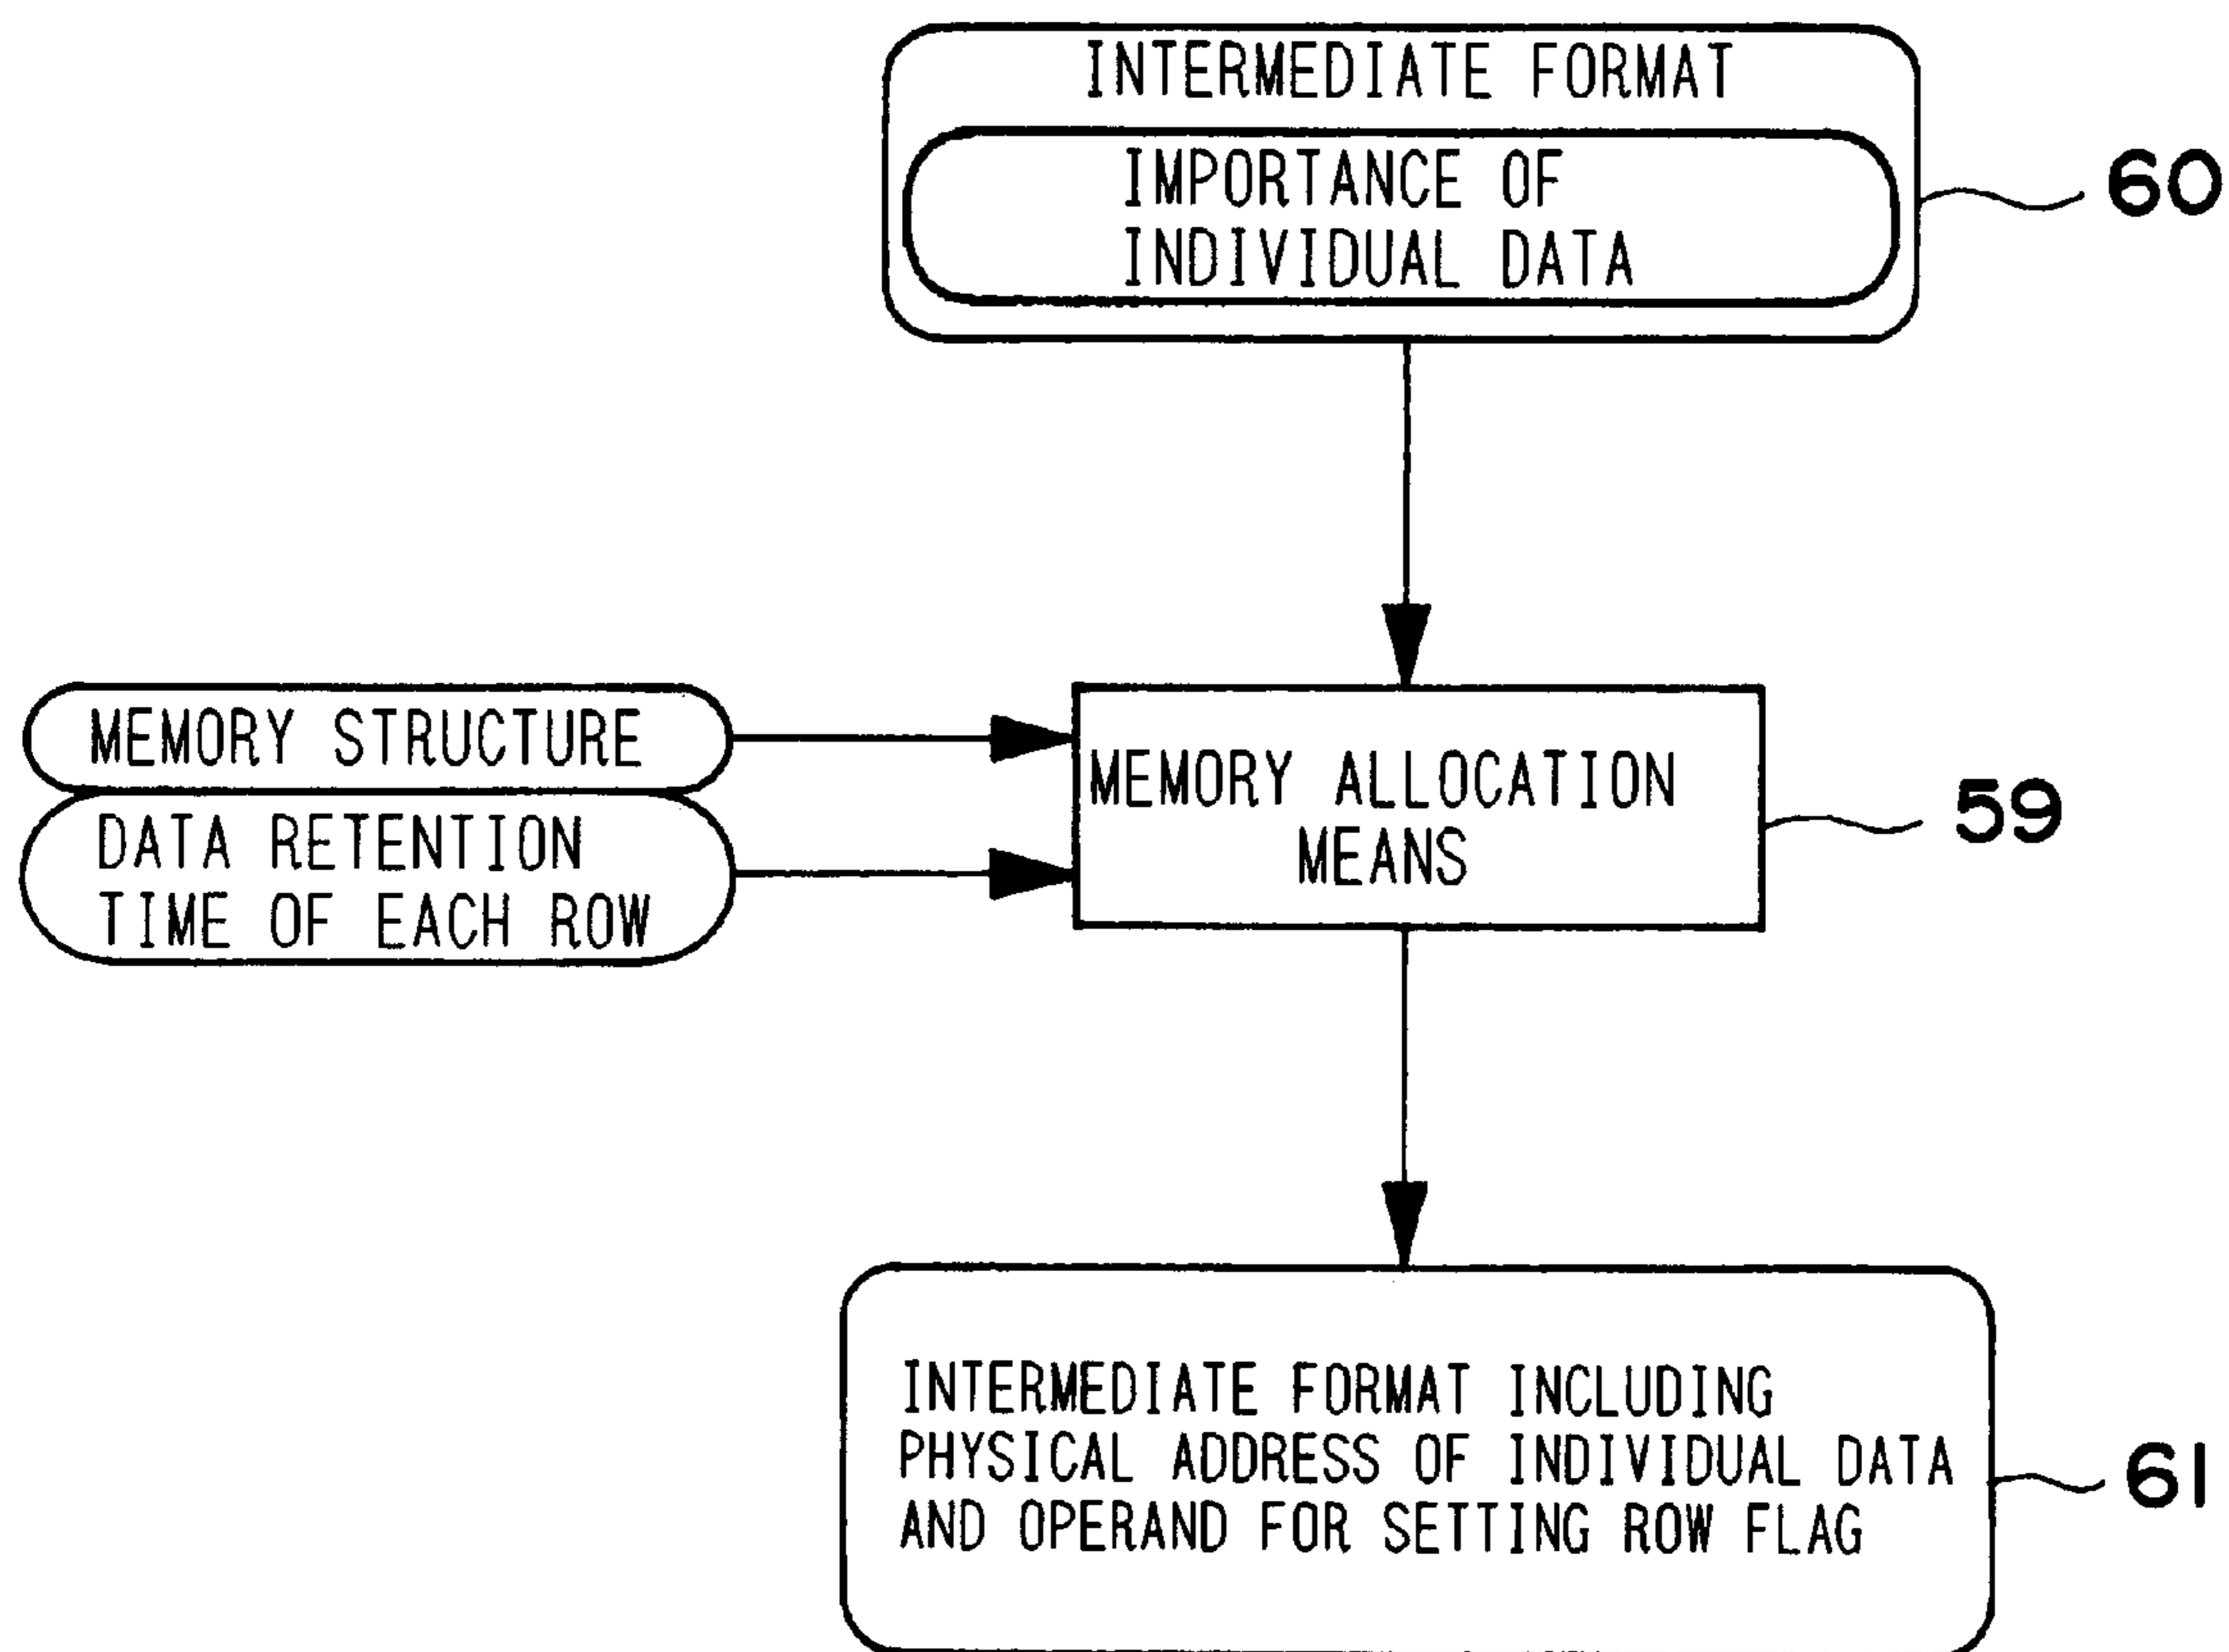 INTERMEDIATE FORMAT
IMPORTANCE OF
INDIVIDUAL DATA
60
MEMORY STRUCTURE
DATA RETENTION
TIME OF EACH ROW
MEMORY ALLOCATION
MEANS
59
INTERMEDIATE FORMAT INCLUDING
PHYSICAL ADDRESS OF INDIVIDUAL DATA
AND OPERAND FOR SETTING ROW FLAG
61